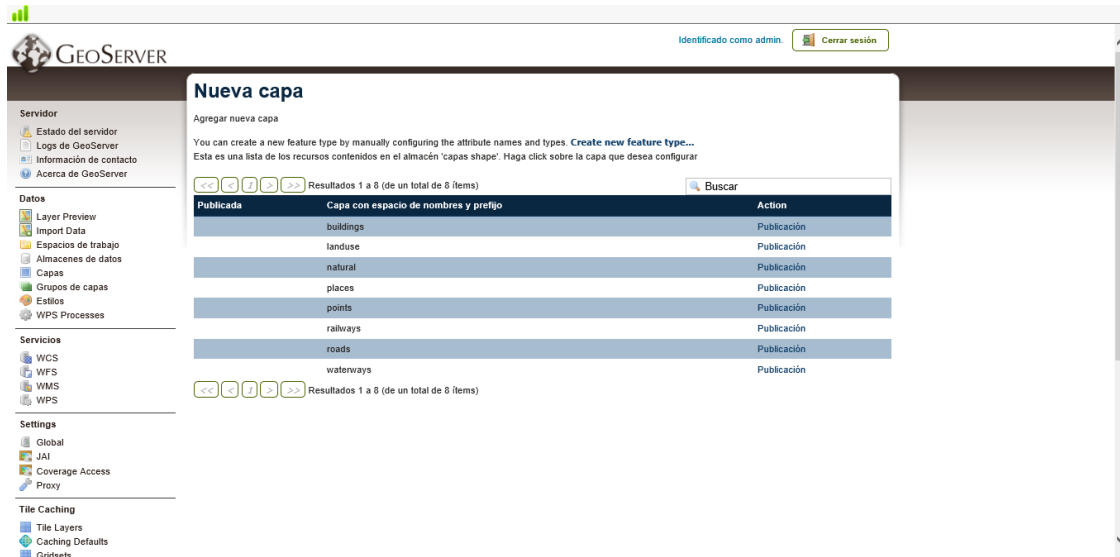 GEOSERVER
Identificado como admin.
Cerrar sesión
Servidor
Estado del servidor
Logs de GeoServer
Información de contacto
Acerca de GeoServer
Datos
Layer Preview
Import Data
Espacios de trabajo
Almacenes de datos
Capas
Grupos de capas
Estilos
WPS Processes
Servicios
WCS
WFS
WMS
WPS
Settings
Global
JAI
Coverage Access
Proxy
Tile Caching
Tile Layers
Caching Defaults
Gridsets
Nueva capa
Agregar nueva capa
You can create a new feature type by manually configuring the attribute names and types. Create new feature type...
Esta es una lista de los recursos contenidos en el almacén 'capas shape'. Haga click sobre la capa que desea configurar
<< < 1 > >> Resultados 1 a 8 (de un total de 8 ítems) Buscar
Publicada Capa con espacio de nombres y prefijo Action
buildings Publicación
landuse Publicación
natural Publicación
places Publicación
points Publicación
railways Publicación
roads Publicación
waterways Publicación
<< < 1 > >> Resultados 1 a 8 (de un total de 8 ítems)